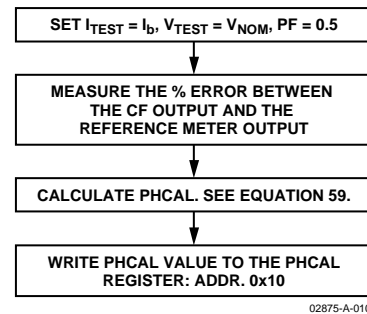 SET I_TEST = I_b, V_TEST = V_NOM, PF = 0.5
MEASURE THE % ERROR BETWEEN
THE CF OUTPUT AND THE
REFERENCE METER OUTPUT
CALCULATE PHCAL. SEE EQUATION 59.
WRITE PHCAL VALUE TO THE PHCAL
REGISTER: ADDR. 0x10
02875-A-010